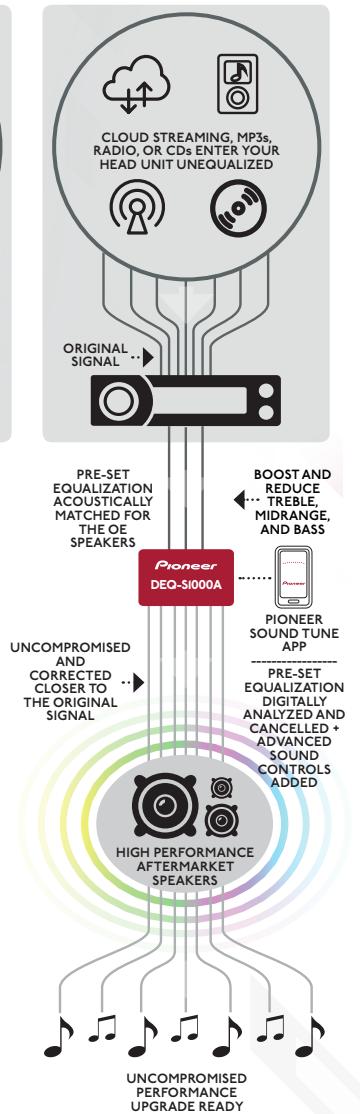 CLOUD STREAMING, MP3s,
RADIO, OR CDs ENTER YOUR
HEAD UNIT UNEQUALIZED
ORIGINAL
SIGNAL
PRE-SET
EQUALIZATION
ACOUSTICALLY
MATCHED FOR
THE OE
SPEAKERS
BOOST AND
REDUCE
TREBLE,
MIDRANGE,
AND BASS
Pioneer
DEQ-S1000A
Pioneer
PIONEER
SOUND TUNE
APP
-----------------
PRE-SET
EQUALIZATION
DIGITALLY
ANALYZED AND
CANCELLED +
ADVANCED
SOUND
CONTROLS
ADDED
UNCOMPROMISED
AND
CORRECTED
CLOSER TO
THE ORIGINAL
SIGNAL
HIGH PERFORMANCE
AFTERMARKET
SPEAKERS
UNCOMPROMISED
PERFORMANCE
UPGRADE READY